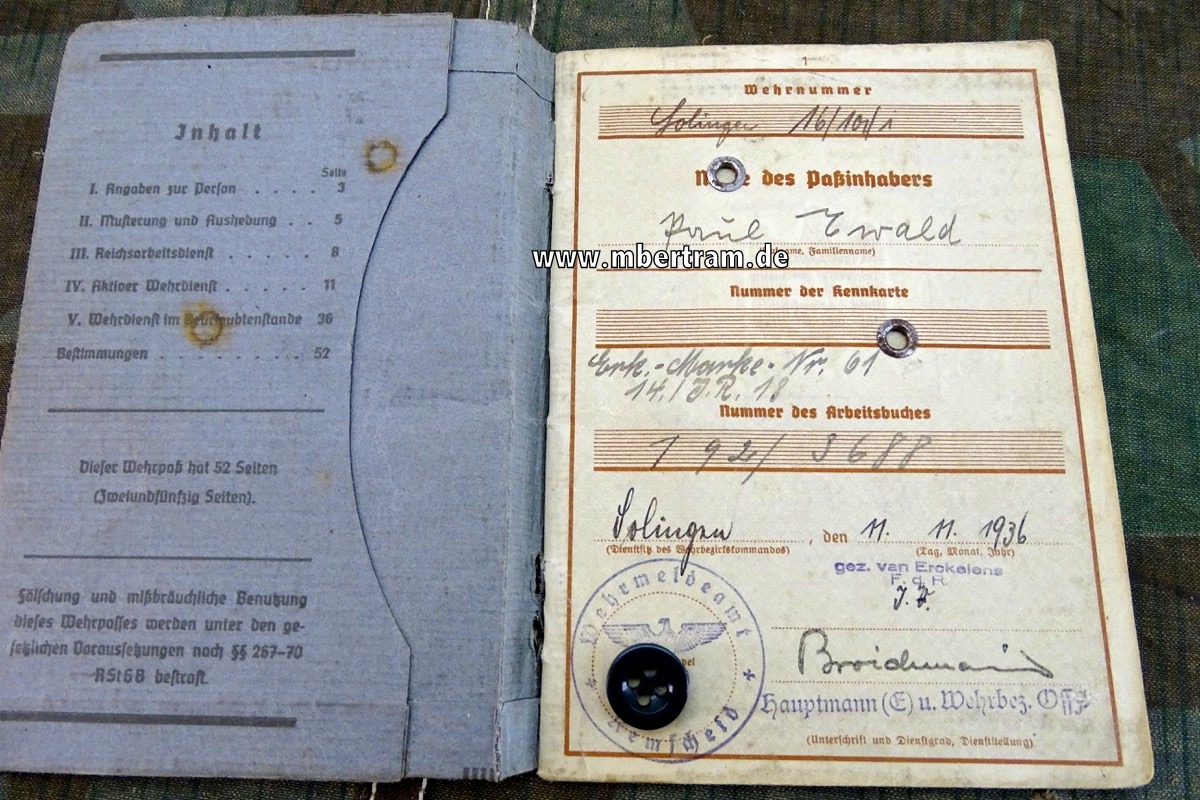 Inhalt
Seite
I. Angaben zur Person . . . . 3
II. Musterung und Aushebung . . 5
III. Reichsarbeitsdienst . . . . . 8
IV. Aktiver Wehrdienst . . . . . 11
V. Wehrdienst im Beurlaubtenstande 36
Bestimmungen . . . . . . . . 52
Dieser Wehrpaß hat 52 Seiten
(Zweiundfünfzig Seiten).
Fälschung und mißbräuchliche Benutzung
dieses Wehrpasses werden unter den ge-
setzlichen Voraussetzungen nach §§ 267–70
RStGB bestraft.
1
Wehrnummer
Solingen 16/10/1
des Paßinhabers
Paul Ewald
www.mbertram.de
Familienname)
Nummer der Kennkarte
Erk.-Marke-Nr. 61
14./J.R. 18
Nummer des Arbeitsbuches
192/3688
Solingen, den 11. 11. 1936
(Dienstsitz des Wehrbezirkskommandos) (Tag, Monat, Jahr)
gez. van Erckelens
F. d. R.
Wehrmeldeamt
Remscheid
Hauptmann (E) u. Wehrbez. Offz.
(Unterschrift und Dienstgrad, Dienststellung)